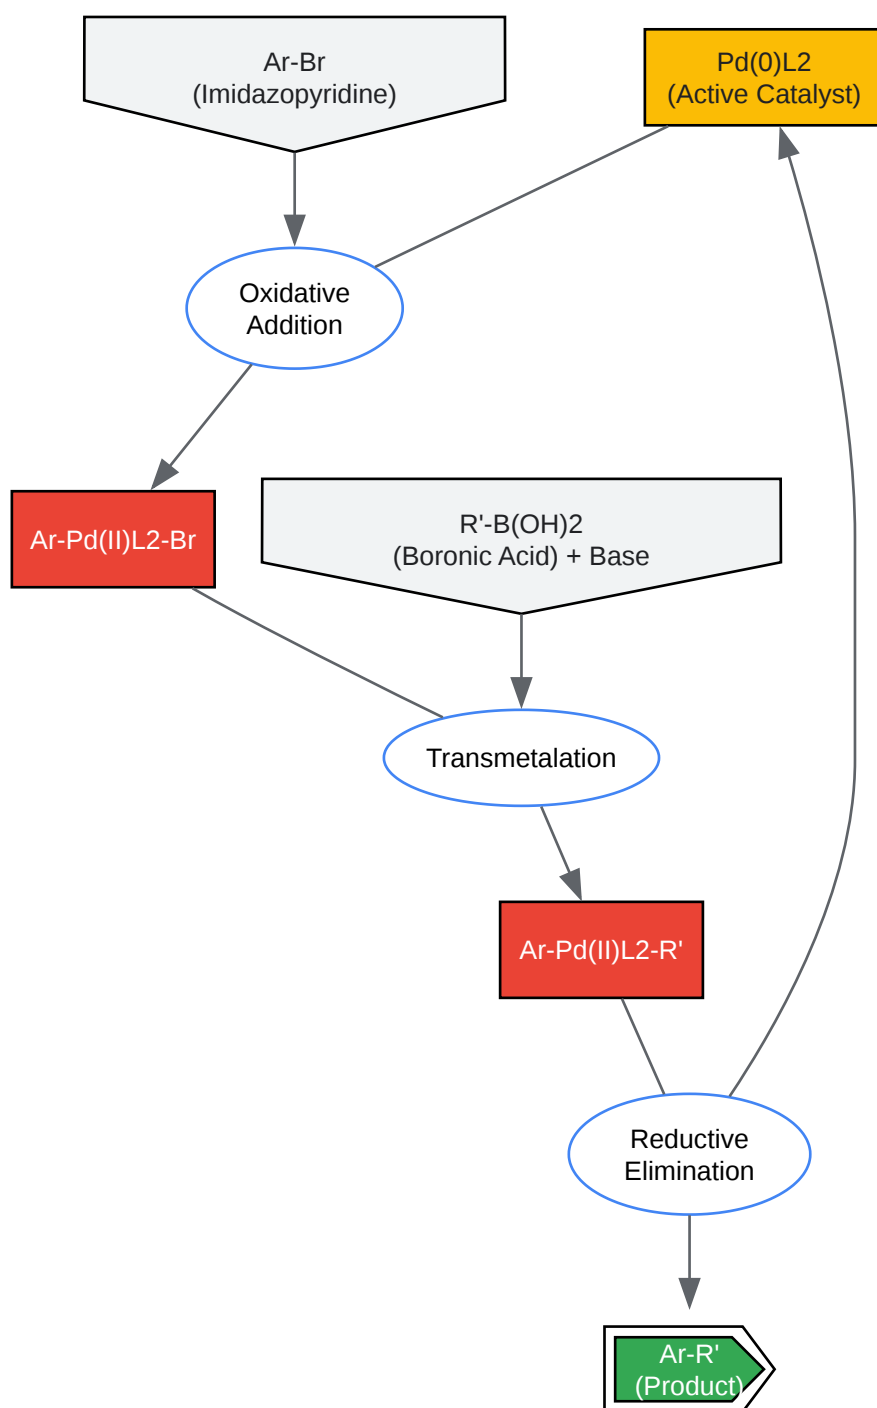 Ar-Br
(Imidazopyridine)
Pd(0)L2
(Active Catalyst)
Oxidative
Addition
Ar-Pd(II)L2-Br
R'-B(OH)2
(Boronic Acid) + Base
Transmetalation
Ar-Pd(II)L2-R'
Reductive
Elimination
Ar-R'
(Product)